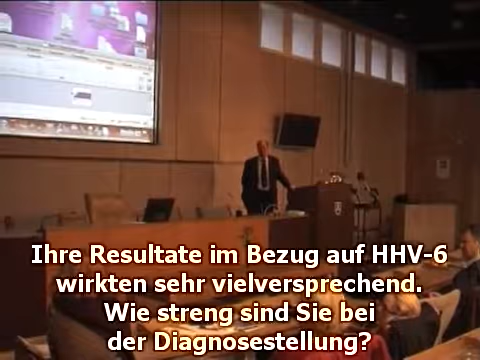 Ihre Resultate im Bezug auf HHV-6
wirkten sehr vielversprechend.
Wie streng sind Sie bei
der Diagnosestellung?